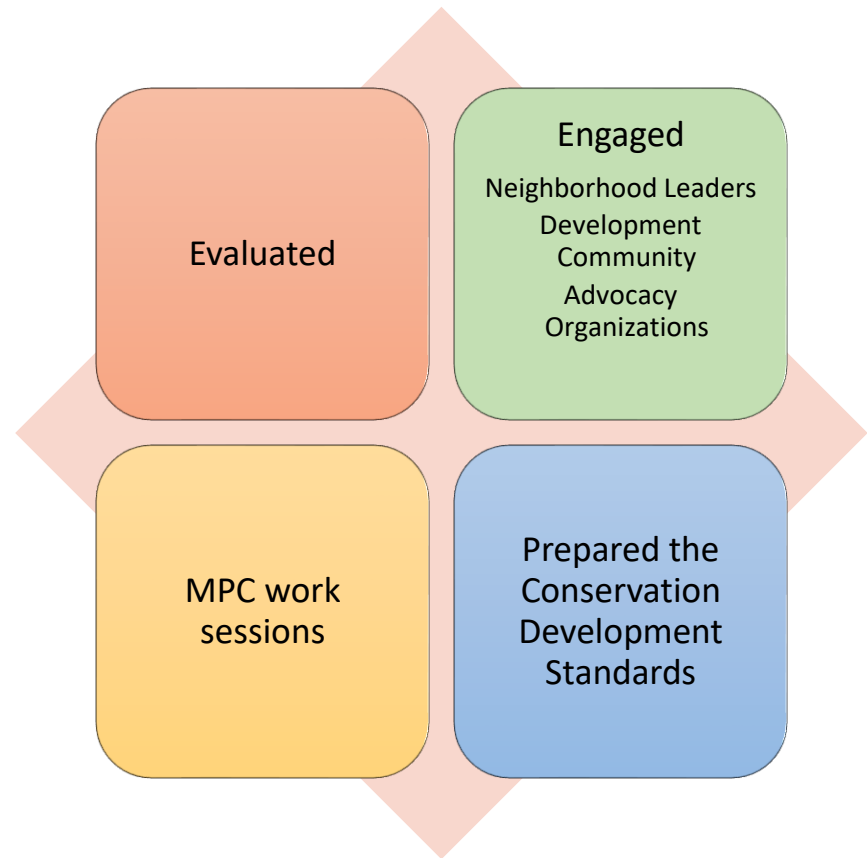 Evaluated
Engaged
Neighborhood Leaders
Development
Community
Advocacy
Organizations
MPC work
sessions
Prepared the
Conservation
Development
Standards